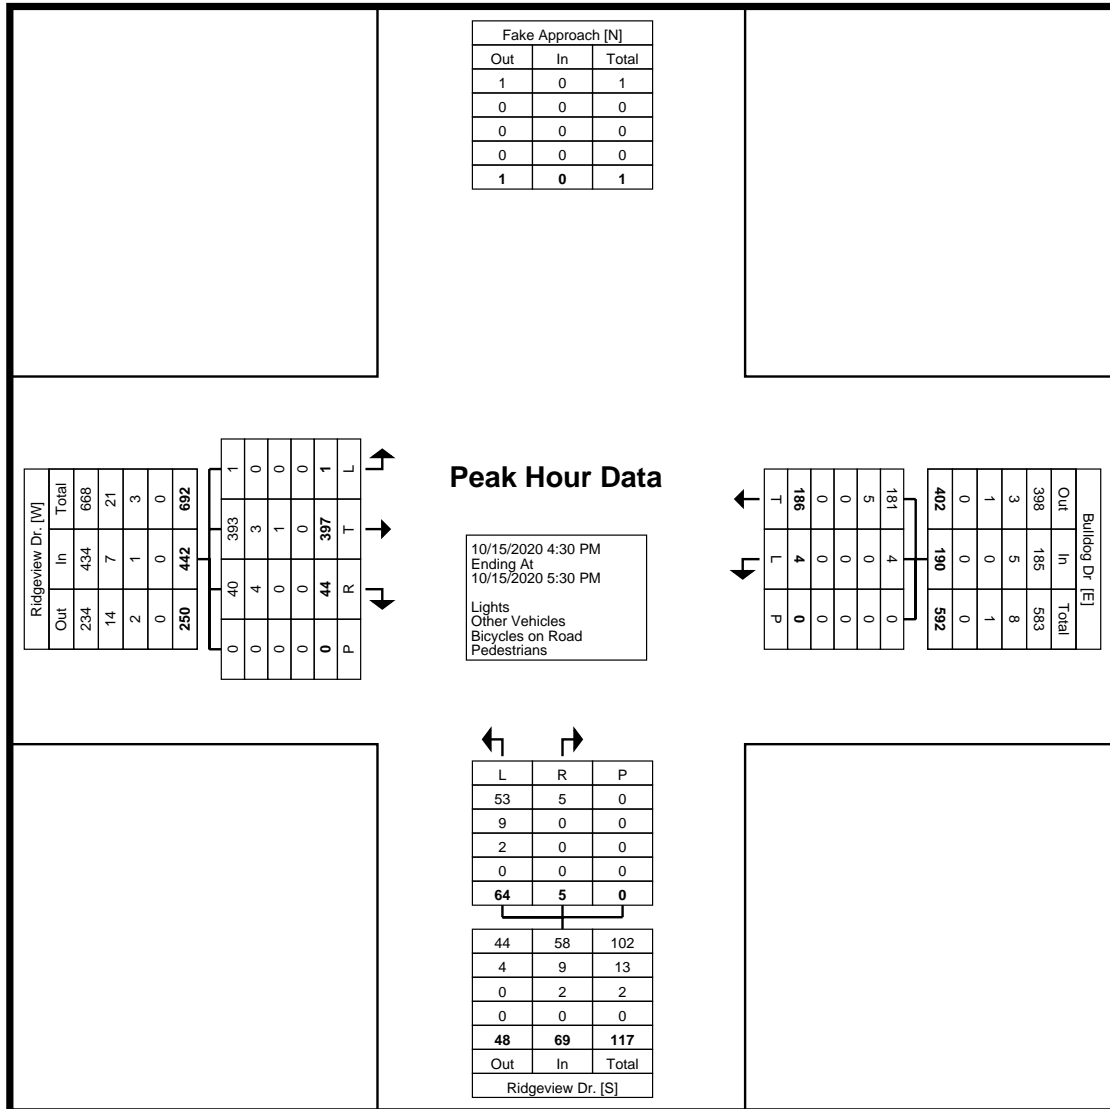 Fake Approach [N]
Out In Total
1 0 1
0 0 0
0 0 0
0 0 0
1 0 1
Ridgeview Dr. [W]
Total In Out
668 434 234
21 7 14
3 1 2
0 0 0
692 442 250
1 393 40 0
0 3 4 0
0 1 0 0
0 0 0 0
1 397 44 0
L T R P
Peak Hour Data
10/15/2020 4:30 PM
Ending At
10/15/2020 5:30 PM
Lights
Other Vehicles
Bicycles on Road
Pedestrians
T L P
186 4 0
0 0 0
0 0 0
5 0 0
181 4 0
402 190 592
0 0 0
1 0 1
3 5 8
398 185 583
Out In Total
Bulldog Dr [E]
L R P
53 5 0
9 0 0
2 0 0
0 0 0
64 5 0
44 58 102
4 9 13
0 2 2
0 0 0
48 69 117
Out In Total
Ridgeview Dr. [S]